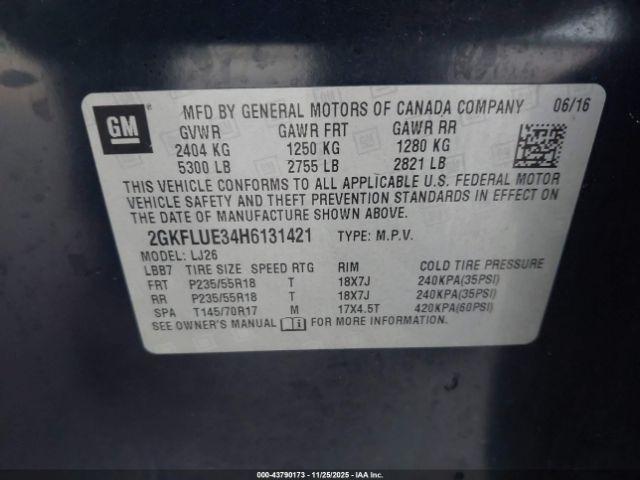 GM
®
MFD BY GENERAL MOTORS OF CANADA COMPANY 06/16
GVWR GAWR FRT GAWR RR
2404 KG 1250 KG 1280 KG
5300 LB 2755 LB 2821 LB
THIS VEHICLE CONFORMS TO ALL APPLICABLE U.S. FEDERAL MOTOR
VEHICLE SAFETY AND THEFT PREVENTION STANDARDS IN EFFECT ON
THE DATE OF MANUFACTURE SHOWN ABOVE.
2GKFLUE34H6131421 TYPE: M.P.V.
MODEL: LJ26
LBB7 TIRE SIZE SPEED RTG RIM COLD TIRE PRESSURE
FRT P235/55R18 T 18X7J 240KPA(35PSI)
RR P235/55R18 T 18X7J 240KPA(35PSI)
SPA T145/70R17 M 17X4.5T 420KPA(60PSI)
SEE OWNER'S MANUAL FOR MORE INFORMATION.
000-43790173 - 11/25/2025 - IAAI.COM